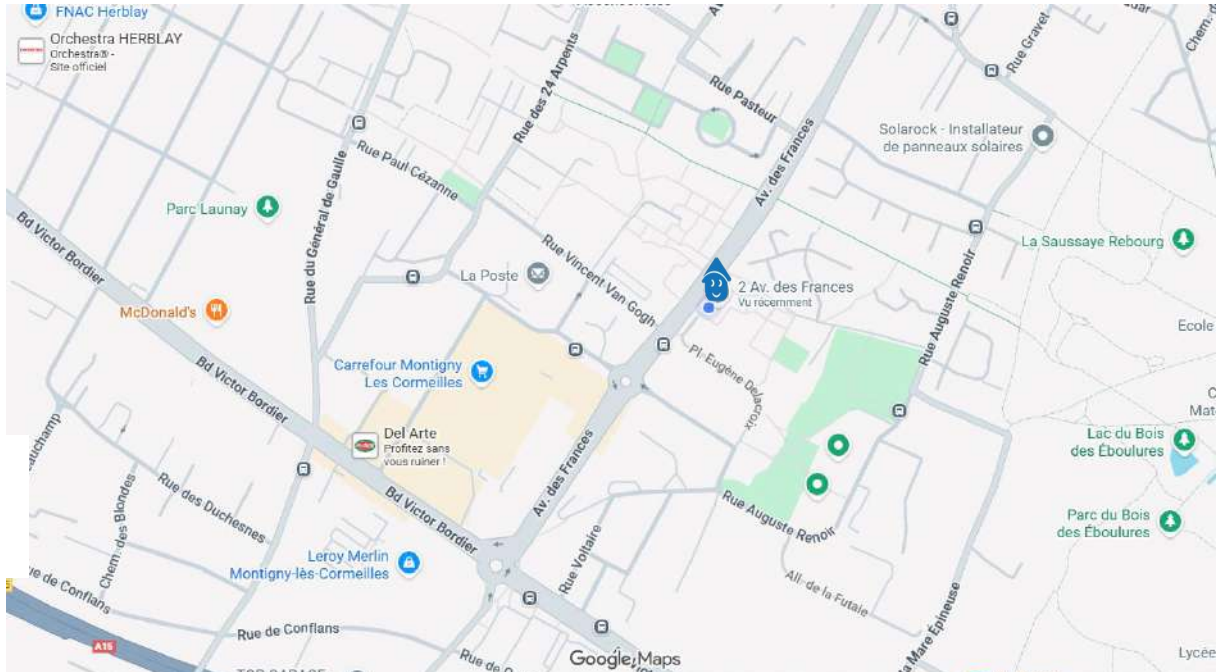 FNAC Herblay
Orchestra HERBLAY
Orchestra® -
Site officiel
Rue des 24 Arpents
Rue Pasteur
Rue Gravet
Chem. des
Solarock - Installateur
de panneaux solaires
Rue Paul Cézanne
Rue du Général de Gaulle
Av. des Frances
Parc Launay
Bd Victor Bordier
La Poste
Rue Vincent Van Gogh
La Saussaye Rebourg
2 Av. des Frances
Vu récemment
Rue Auguste Renoir
McDonald's
Ecole
Pl. Eugène Delacroix
Carrefour Montigny
Les Cormeilles
Bd Victor Bordier
Del Arte
Profitez sans
vous ruiner !
Lac du Bois
des Éboulures
Av. des Frances
Rue des Duchesnes
Chem. des Blondes
Bd Victor Bordier
Rue Auguste Renoir
Parc du Bois
des Éboulures
Leroy Merlin
Montigny-lès-Cormeilles
Rue Voltaire
All. de la Futaie
la Mare Épineuse
ue de Conflans
Rue de Conflans
A15
Rue de
Google Maps
Lycée